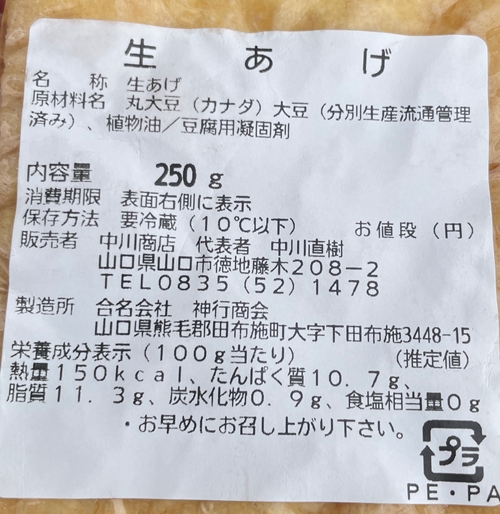 生あげ
名称 生あげ
原材料名 丸大豆（カナダ）大豆（分別生産流通管理
済み）、植物油／豆腐用凝固剤
内容量 250g
消費期限 表面右側に表示
保存方法 要冷蔵（10℃以下） お値段（円）
販売者 中川商店 代表者 中川直樹
山口県山口市徳地藤木208－2
TEL0835（52）1478
製造所 合名会社 神行商会
山口県熊毛郡田布施町大字下田布施3448-15
栄養成分表示（100g当たり） （推定値）
熱量150kcal、たんぱく質10.7g、
脂質11.3g、炭水化物0.9g、食塩相当量0g
・お早めにお召し上がり下さい。
プラ
PE・PA